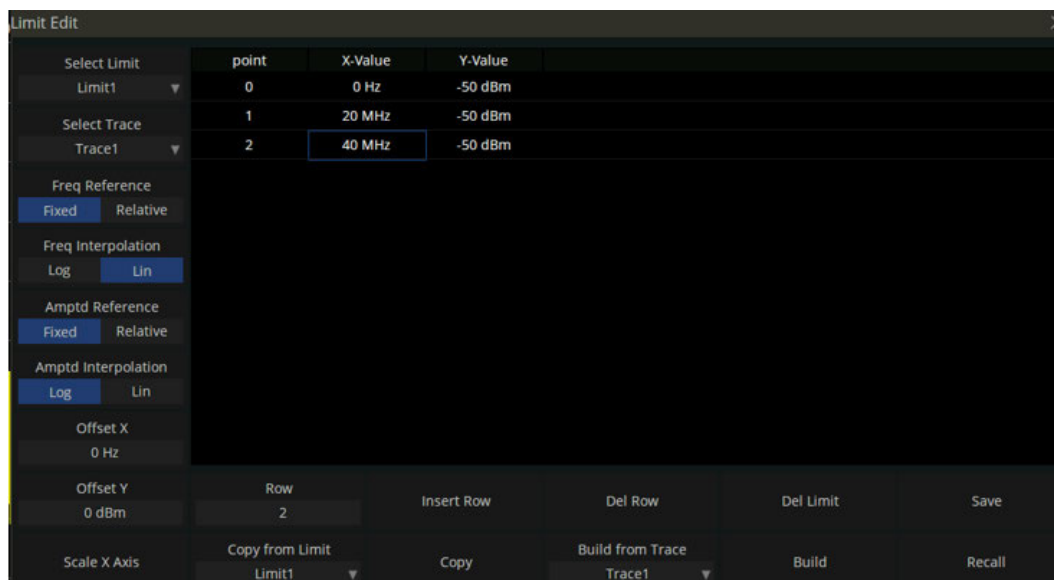 Limit Edit
Select Limit
Limit1
Select Trace
Trace1
Freq Reference
Fixed Relative
Freq Interpolation
Log Lin
Amptd Reference
Fixed Relative
Amptd Interpolation
Log Lin
Offset X
0 Hz
Offset Y
0 dBm
Scale X Axis
point X-Value Y-Value
0 0 Hz -50 dBm
1 20 MHz -50 dBm
2 40 MHz -50 dBm
Row
2
Insert Row
Del Row
Del Limit
Save
Copy from Limit
Limit1
Copy
Build from Trace
Trace1
Build
Recall